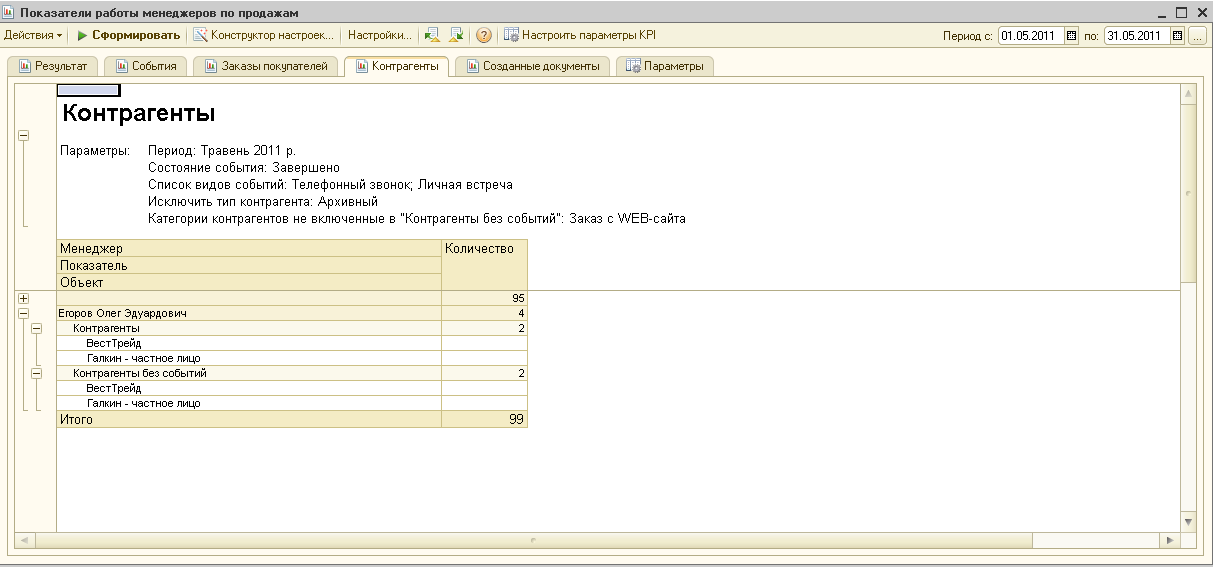 Показатели работы менеджеров по продажам
Действия Сформировать Конструктор настроек... Настройки... Настроить параметры KPI Период с: 01.05.2011 по: 31.05.2011 ...
Результат События Заказы покупателей Контрагенты Созданные документы Параметры
Контрагенты
Параметры: Период: Травень 2011 р.
Состояние события: Завершено
Список видов событий: Телефонный звонок; Личная встреча
Исключить тип контрагента: Архивный
Категории контрагентов не включенные в "Контрагенты без событий": Заказ с WEB-сайта
Менеджер Количество
Показатель
Объект
95
Егоров Олег Эдуардович 4
Контрагенты 2
ВестТрейд
Галкин - частное лицо
Контрагенты без событий 2
ВестТрейд
Галкин - частное лицо
Итого 99